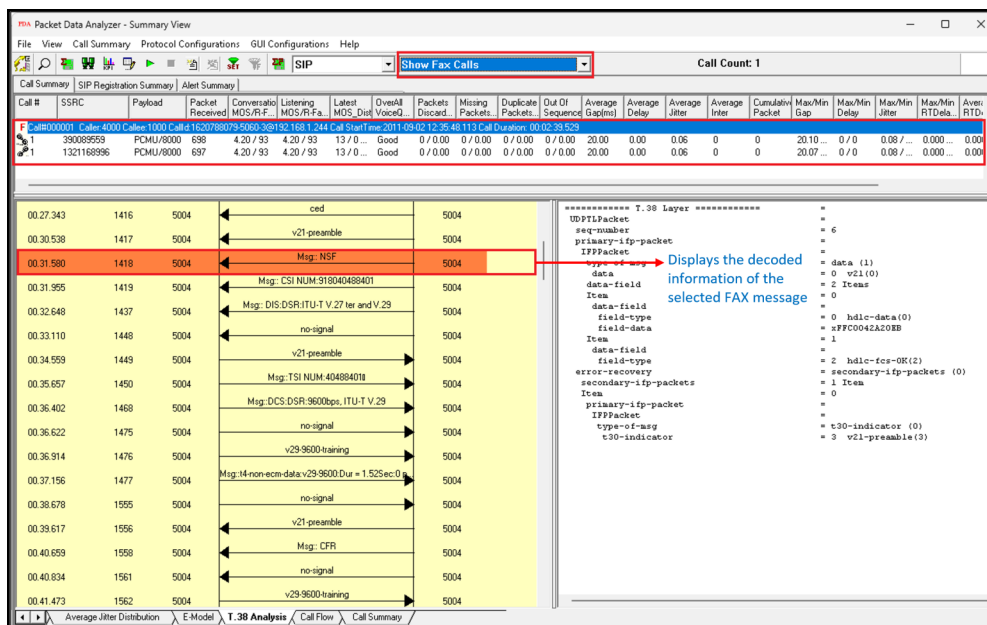 PDA Packet Data Analyzer - Summary View
File View Call Summary Protocol Configurations GUI Configurations Help
SET SIP Show Fax Calls Call Count: 1
Call Summary SIP Registration Summary Alert Summary
Call # SSRC Payload Packet Received Conversatio MOS/R-F... Listening MOS/R-Fa... Latest MOS_Dist OverAll VoiceQ... Packets Discard... Missing Packets... Duplicate Packets... Out Of Sequence Average Gap(ms) Average Delay Average Jitter Average Inter Cumulative Packet Max/Min Gap Max/Min Delay Max/Min Jitter Max/Min RTDela... Avera RTD
F Call#000001 Caller:4000 Callee:1000 CallId:1620788079-5060-3@192.168.1.244 Call StartTime:2011-09-02 12:35:48.113 Call Duration: 00:02:39.529
1 390089559 PCMU/8000 698 4.20 / 93 4.20 / 93 13 / 0... Good 0 / 0.00 0 / 0.00 0 / 0.00 0 / 0.00 20.00 0.00 0.06 0 0 20.10 ... 0 / 0 0.08 / ... 0.000 ... 0.00
1 1321168996 PCMU/8000 697 4.20 / 93 4.20 / 93 13 / 0... Good 0 / 0.00 0 / 0.00 0 / 0.00 0 / 0.00 20.00 0.00 0.06 0 0 20.07 ... 0 / 0 0.08 / ... 0.000 ... 0.00
00.27.343 1416 5004 ced 5004
00.30.538 1417 5004 v21-preamble 5004
00.31.580 1418 5004 Msg:: NSF 5004
00.31.955 1419 5004 Msg:: CSI NUM:918040488401 5004
00.32.648 1437 5004 Msg:: DIS:DSR:ITU-T V.27 ter and V.29 5004
00.33.110 1448 5004 no-signal 5004
00.34.559 1449 5004 v21-preamble 5004
00.35.657 1450 5004 Msg::TSI NUM:40488401 5004
00.36.402 1468 5004 Msg::DCS:DSR:9600bps, ITU-T V.29 5004
00.36.622 1475 5004 no-signal 5004
00.36.914 1476 5004 v29-9600-training 5004
00.37.156 1477 5004 Msg::t4-non-ecm-data:v29-9600:Dur = 1.52Sec:0 p 5004
00.38.678 1555 5004 no-signal 5004
00.39.617 1556 5004 v21-preamble 5004
00.40.659 1558 5004 Msg:: CFR 5004
00.40.834 1561 5004 no-signal 5004
00.41.473 1562 5004 v29-9600-training 5004
============ T.38 Layer ============ =
UDPTLPacket =
seq-number = 6
primary-ifp-packet =
IFPPacket =
type-of-msg = data (1)
data = 0 v21(0)
data-field = 2 Items
Item = 0
data-field =
field-type = 0 hdlc-data(0)
field-data = xFFC0042A20EB
Item = 1
data-field =
field-type = 2 hdlc-fcs-OK(2)
error-recovery = secondary-ifp-packets (0)
secondary-ifp-packets = 1 Item
Item = 0
primary-ifp-packet =
IFPPacket =
type-of-msg = t30-indicator (0)
t30-indicator = 3 v21-preamble(3)
Displays the decoded
information of the
selected FAX message
Average Jitter Distribution E-Model T.38 Analysis Call Flow Call Summary